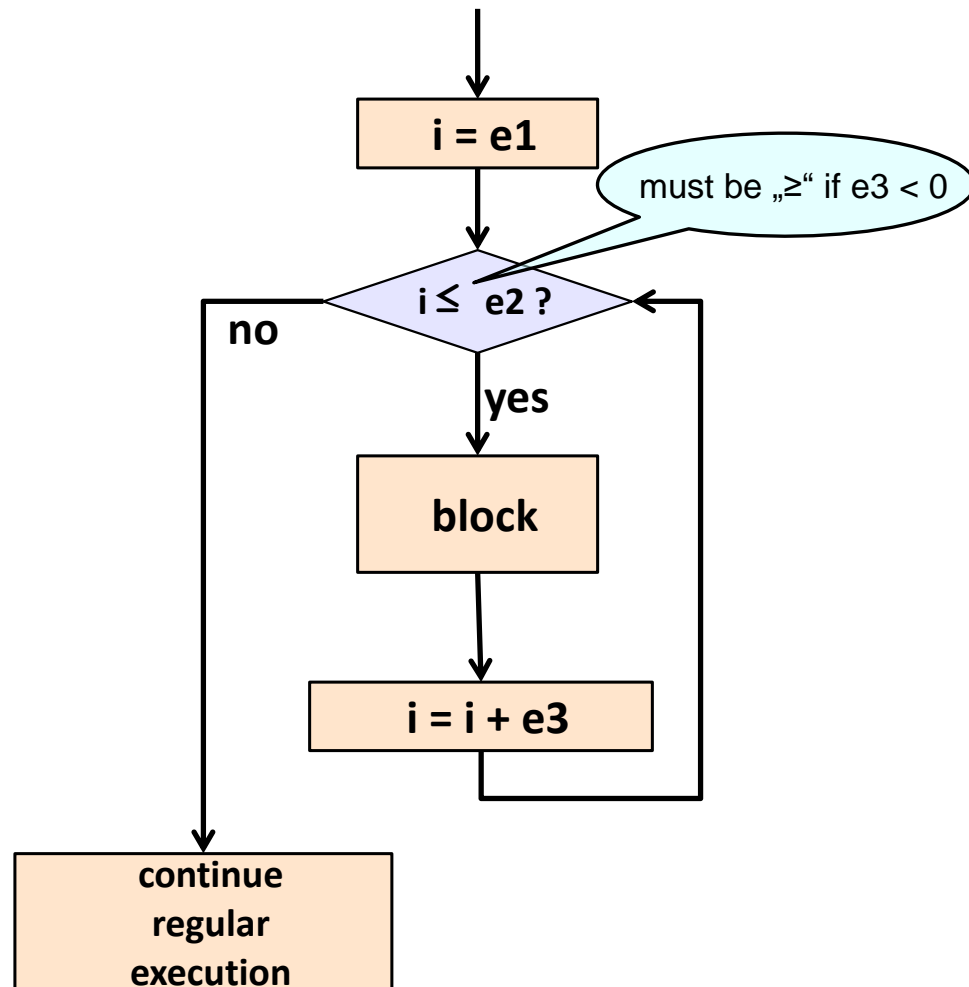 i = e1
must be „≥“ if e3 < 0
i ≤ e2 ?
no
yes
block
i = i + e3
continue
regular
execution